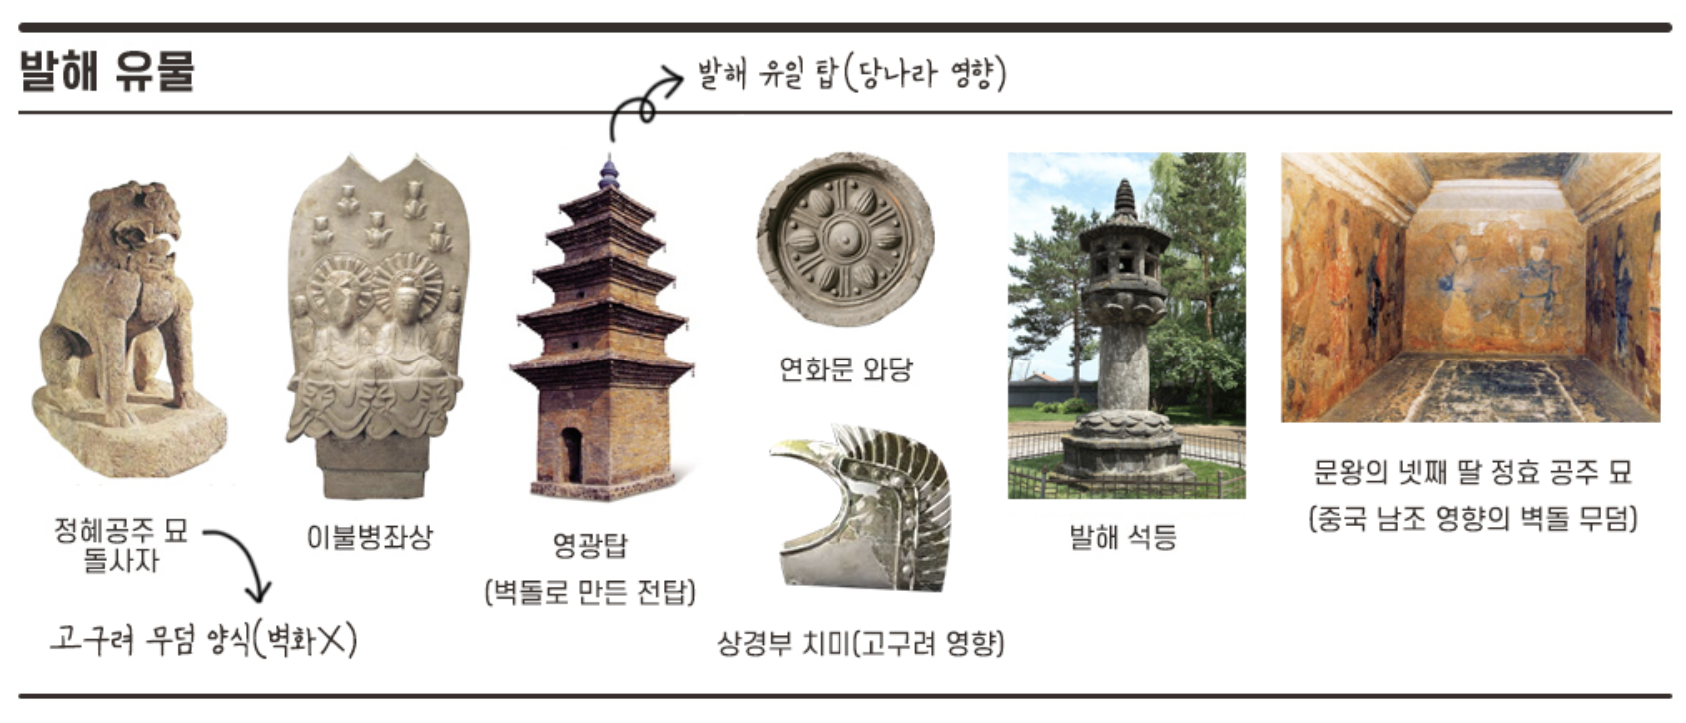 발해 유물
발해 유일 탑(당나라 영향)
정혜공주 묘
돌사자
고구려 무덤 양식(벽화X)
이불병좌상
영광탑
(벽돌로 만든 전탑)
연화문 와당
상경부 치미(고구려 영향)
발해 석등
문왕의 넷째 딸 정효 공주 묘
(중국 남조 영향의 벽돌 무덤)